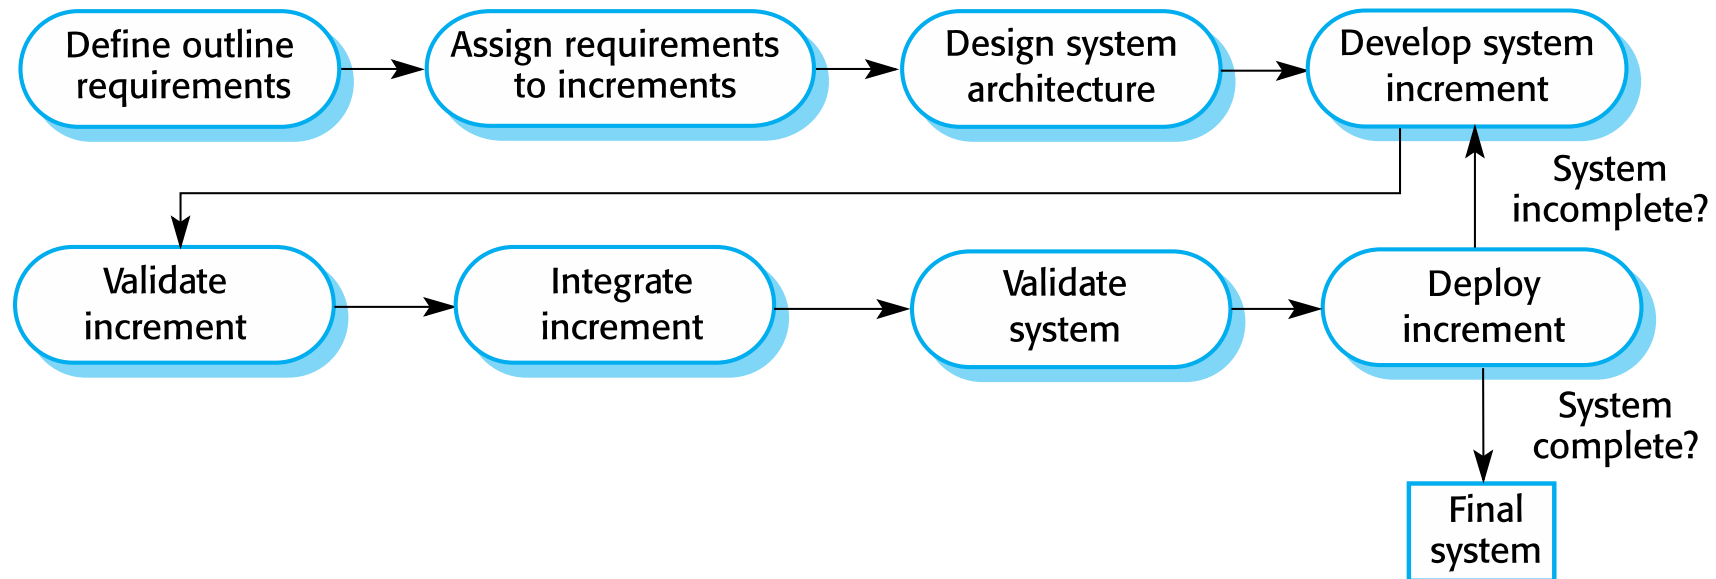 Define outline
requirements
Assign requirements
to increments
Design system
architecture
Develop system
increment
System
incomplete?
Validate
increment
Integrate
increment
Validate
system
Deploy
increment
System
complete?
Final
system